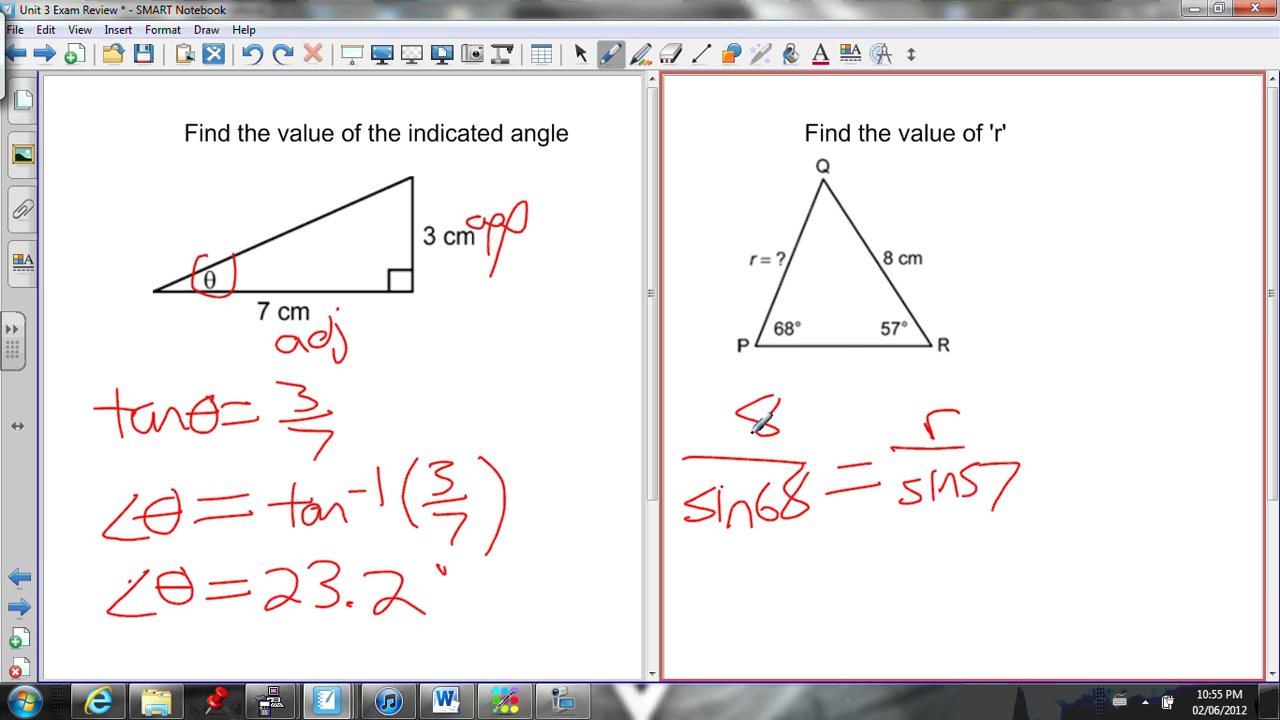 Unit 3 Exam Review * - SMART Notebook
File Edit View Insert Format Draw Help
Find the value of the indicated angle
3 cm opp
θ
7 cm
adj
tanθ = 3/7
∠θ = tan⁻¹(3/7)
∠θ = 23.2°
Find the value of 'r'
Q
r = ? 8 cm
68° 57°
P R
8/sin68 = r/sin57
10:55 PM
02/06/2012